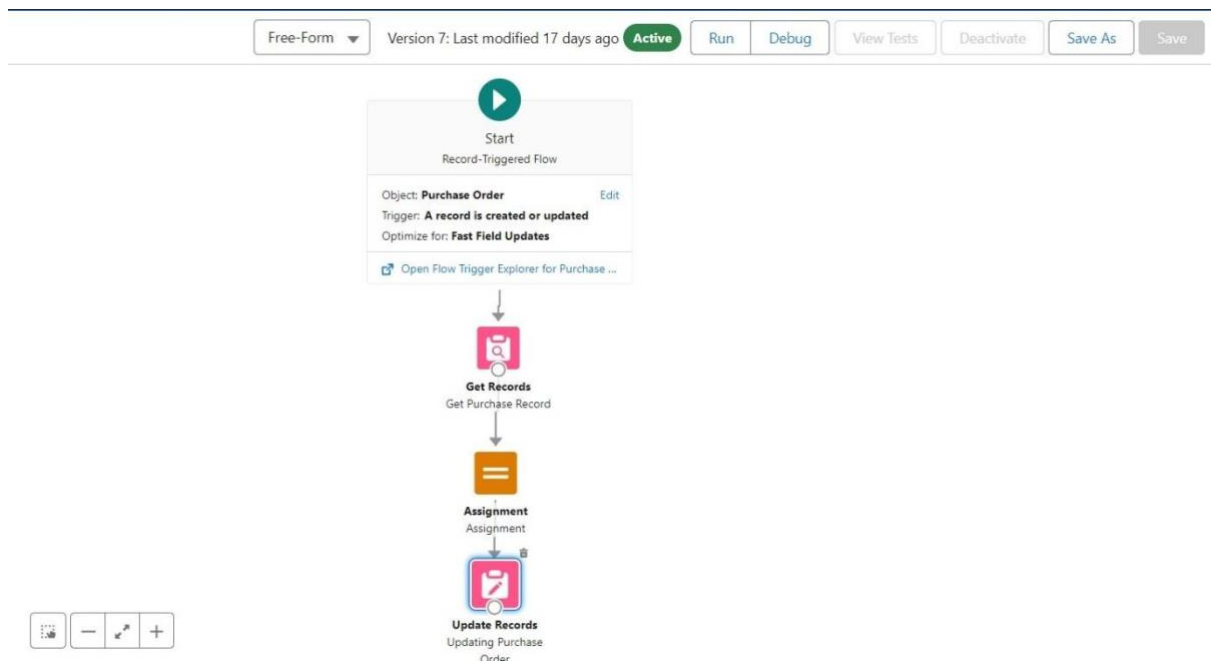 Free-Form Version 7: Last modified 17 days ago Active Run Debug View Tests Deactivate Save As Save
Start
Record-Triggered Flow
Object: Purchase Order Edit
Trigger: A record is created or updated
Optimize for: Fast Field Updates
Open Flow Trigger Explorer for Purchase ...
Get Records
Get Purchase Record
Assignment
Assignment
Update Records
Updating Purchase
Order